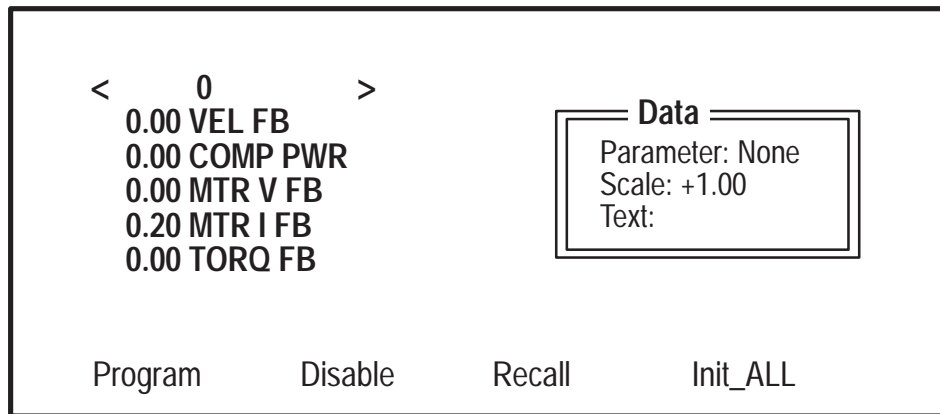 < 0 >
0.00 VEL FB
0.00 COMP PWR
0.00 MTR V FB
0.20 MTR I FB
0.00 TORQ FB
Data
Parameter: None
Scale: +1.00
Text:
Program Disable Recall Init_ALL